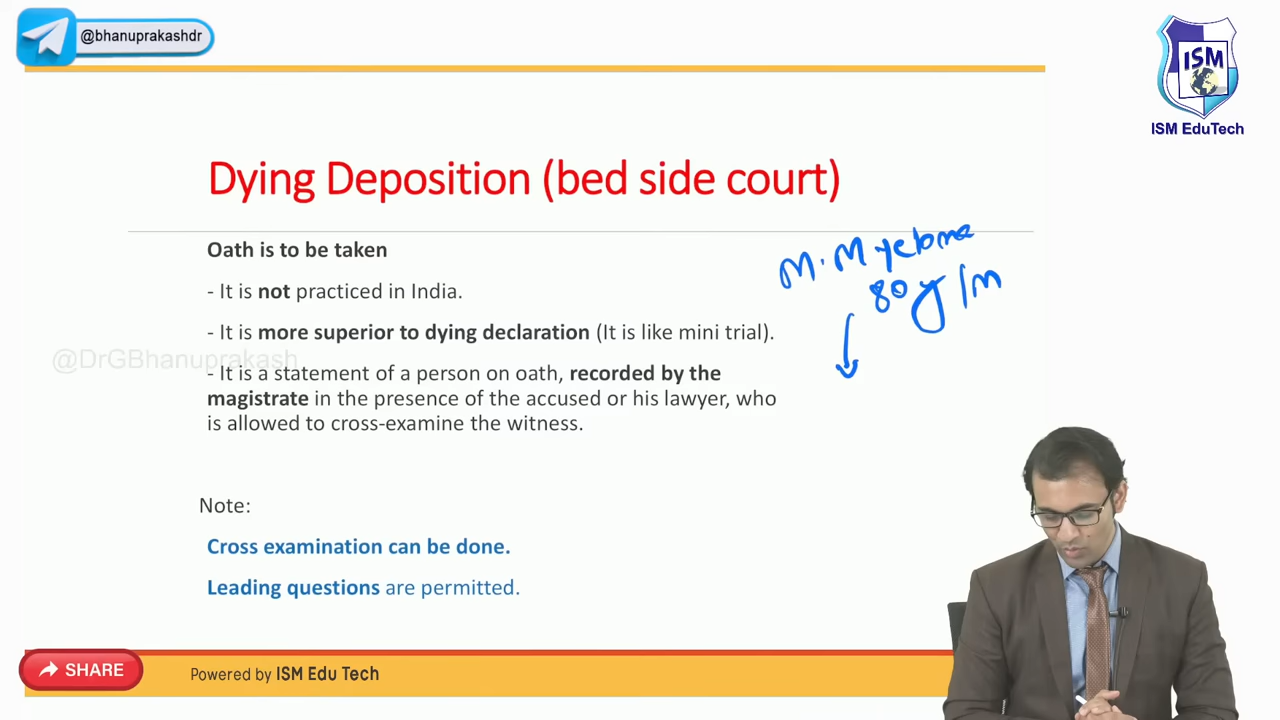 @bhanuprakashdr
ISM
ISM EduTech
Dying Deposition (bed side court)
Oath is to be taken
- It is not practiced in India.
- It is more superior to dying declaration (It is like mini trial).
@DrGBhanuprakash
- It is a statement of a person on oath, recorded by the
magistrate in the presence of the accused or his lawyer, who
is allowed to cross-examine the witness.
M. Myeloma
80y/m
Note:
Cross examination can be done.
Leading questions are permitted.
SHARE
Powered by ISM Edu Tech